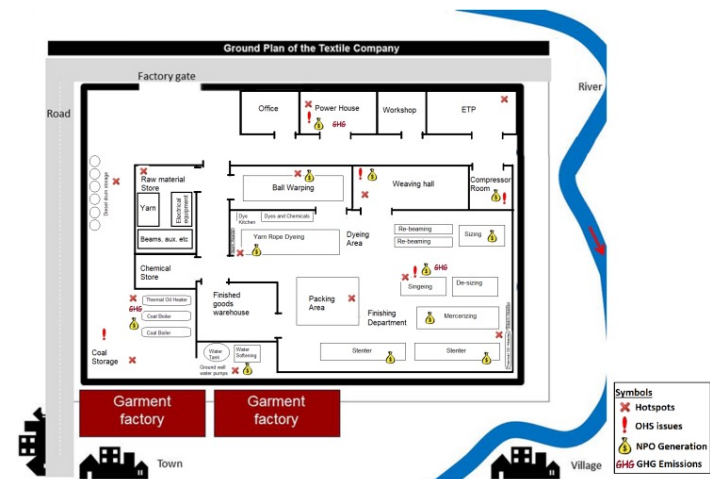 Ground Plan of the Textile Company
Factory gate
Road
River
Office
Power House
GHG
Workshop
ETP
Diesel drum storage
Raw material
Store
Yarn
Electrical
equipment
Beams, aux. etc
Chemical
Store
Ball Warping
Weaving hall
Compressor
Room
Dye
Kitchen
Dyes and Chemicals
Yarn Rope Dyeing
Dyeing
Area
Re-beaming
Re-beaming
Sizing
GHG
Singeing
De-sizing
Mercerizing
Finishing
Department
Packing
Area
Stenter
Stenter
Finished
goods
warehouse
Thermal Oil Heater
GHG
Coal Boiler
Coal Boiler
Coal
Storage
Water
Tank
Water
Softening
Ground well
water pumps
Garment
factory
Garment
factory
Town
Village
Symbols
Hotspots
OHS issues
NPO Generation
GHG GHG Emissions